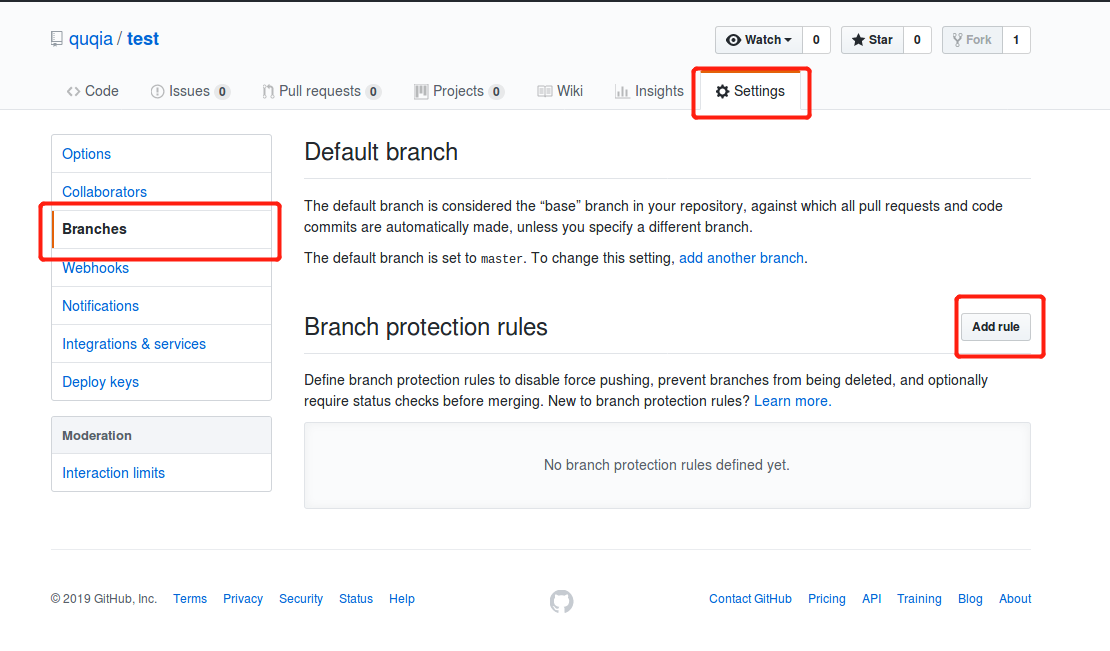 quqia / test
Watch 0 Star 0 Fork 1
Code Issues 0 Pull requests 0 Projects 0 Wiki Insights Settings
Options
Collaborators
Branches
Webhooks
Notifications
Integrations & services
Deploy keys
Moderation
Interaction limits
Default branch
The default branch is considered the “base” branch in your repository, against which all pull requests and code
commits are automatically made, unless you specify a different branch.
The default branch is set to master. To change this setting, add another branch.
Branch protection rules
Add rule
Define branch protection rules to disable force pushing, prevent branches from being deleted, and optionally
require status checks before merging. New to branch protection rules? Learn more.
No branch protection rules defined yet.
© 2019 GitHub, Inc. Terms Privacy Security Status Help
Contact GitHub Pricing API Training Blog About